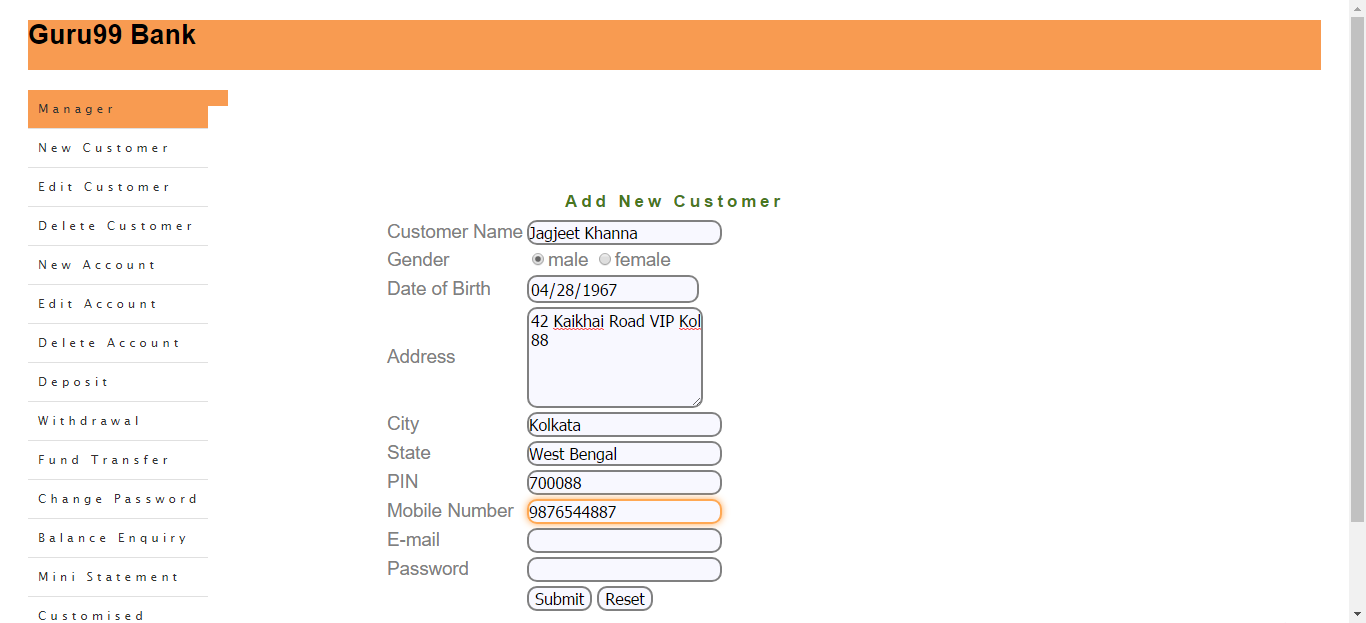 Guru99 Bank
Manager
New Customer
Edit Customer
Delete Customer
New Account
Edit Account
Delete Account
Deposit
Withdrawal
Fund Transfer
Change Password
Balance Enquiry
Mini Statement
Customised
Add New Customer
Customer Name Jagjeet Khanna
Gender male female
Date of Birth 04/28/1967
Address 42 Kaikhai Road VIP Kol
88
City Kolkata
State West Bengal
PIN 700088
Mobile Number 9876544887
E-mail
Password
Submit Reset